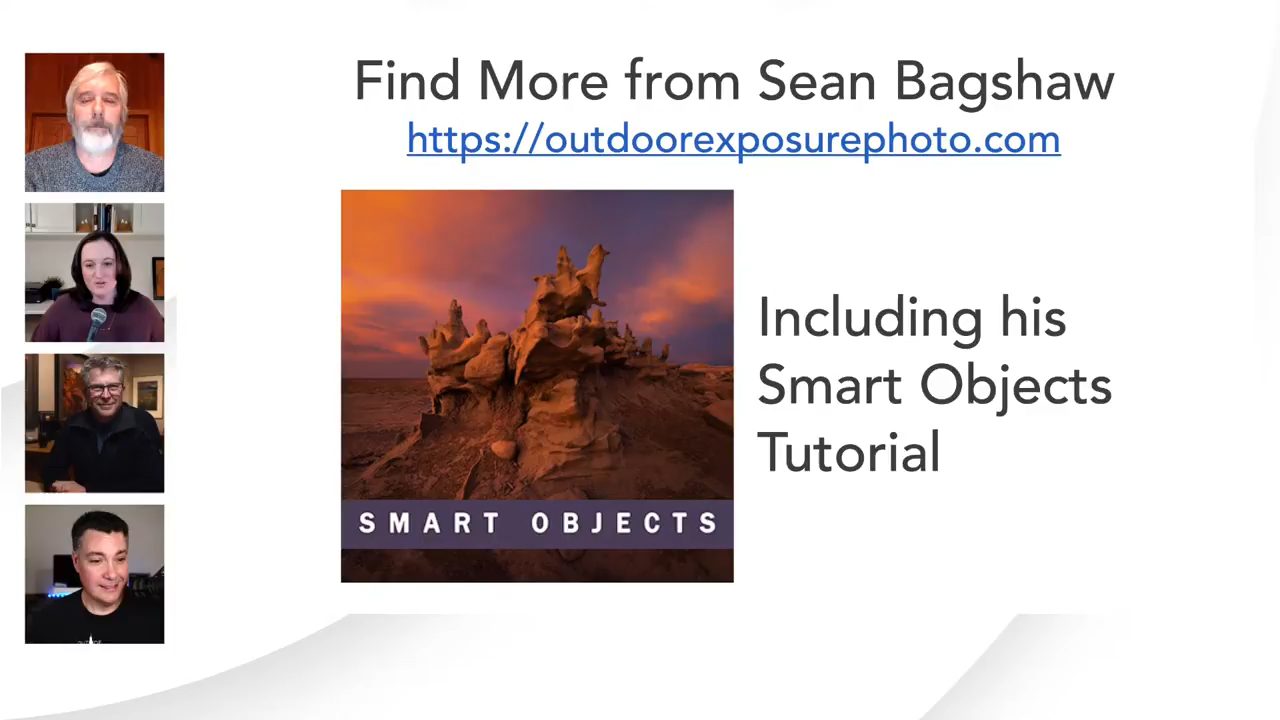 Find More from Sean Bagshaw
https://outdoorexposurephoto.com
Including his
Smart Objects
Tutorial
SMART OBJECTS